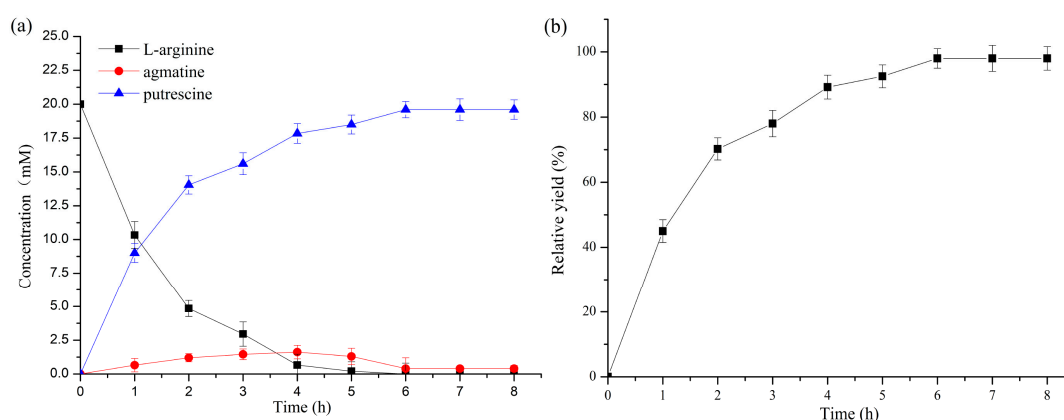 (a)
L-arginine
agmatine
putrescine
25.0
22.5
20.0
17.5
15.0
12.5
10.0
7.5
5.0
2.5
0.0
Concentration (mM)
0 1 2 3 4 5 6 7 8
Time (h)
(b)
100
80
60
40
20
0
Relative yield (%)
0 1 2 3 4 5 6 7 8
Time (h)